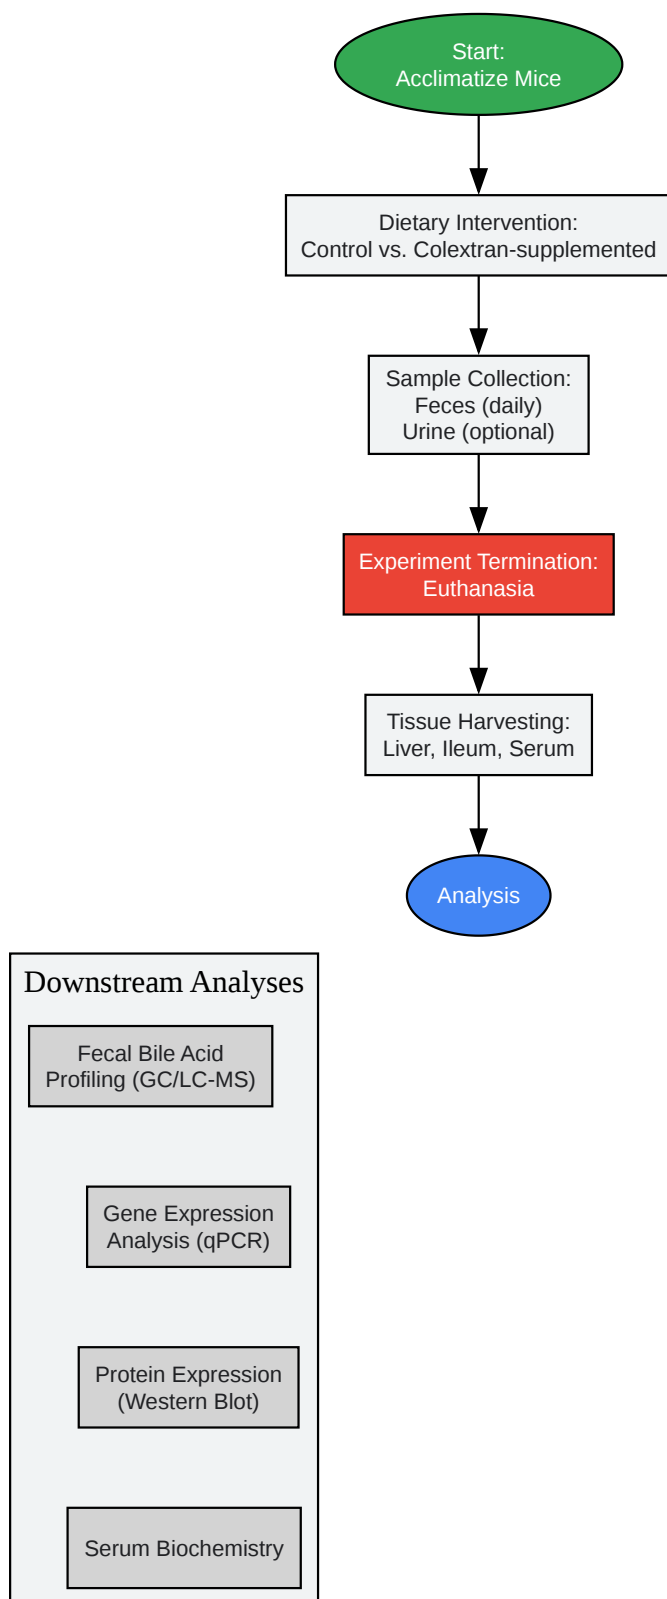 Start:
Acclimatize Mice
Dietary Intervention:
Control vs. Colextran-supplemented
Sample Collection:
Feces (daily)
Urine (optional)
Experiment Termination:
Euthanasia
Tissue Harvesting:
Liver, Ileum, Serum
Analysis
Downstream Analyses
Fecal Bile Acid
Profiling (GC/LC-MS)
Gene Expression
Analysis (qPCR)
Protein Expression
(Western Blot)
Serum Biochemistry